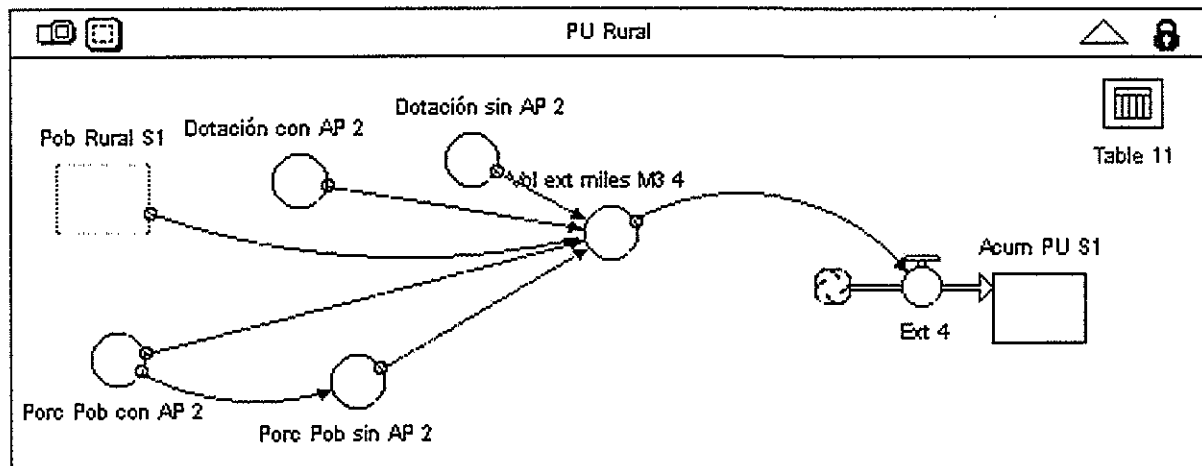 PU Rural
Dotación sin AP 2
Dotación con AP 2
Pob Rural S1
Table 11
Vol ext miles M3 4
Acum PU S1
Ext 4
Porc Pob con AP 2
Porc Pob sin AP 2